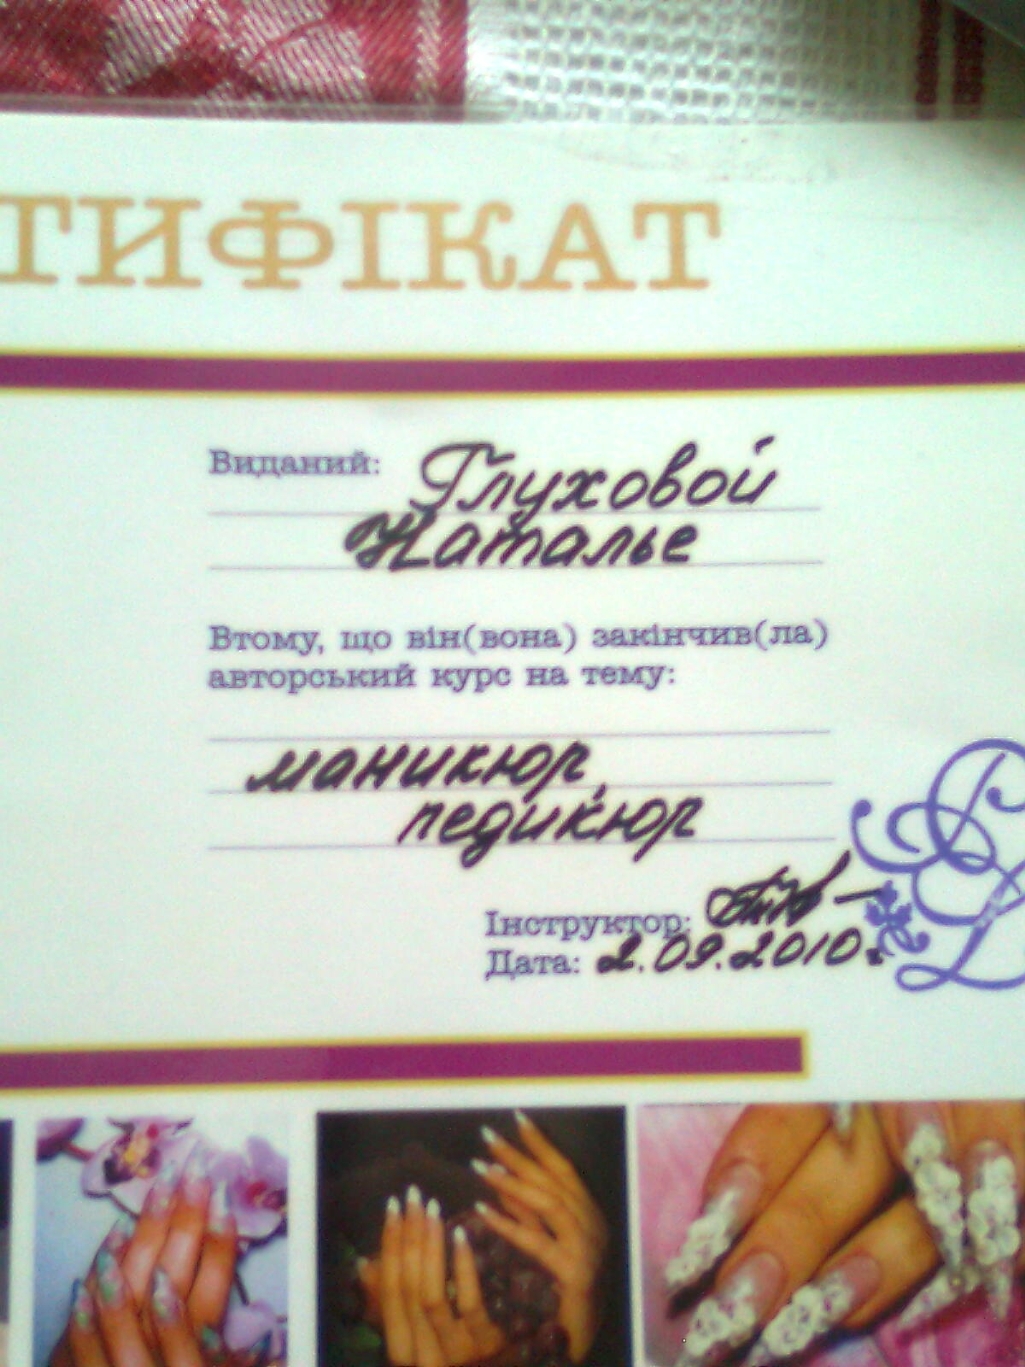 ТИФІКАТ
Виданий: Глуховой
Наталье
Втому, що він(вона) закінчив(ла)
авторський курс на тему:
маникюр,
педикюр
Інструктор:
Дата: 2.09.2010.